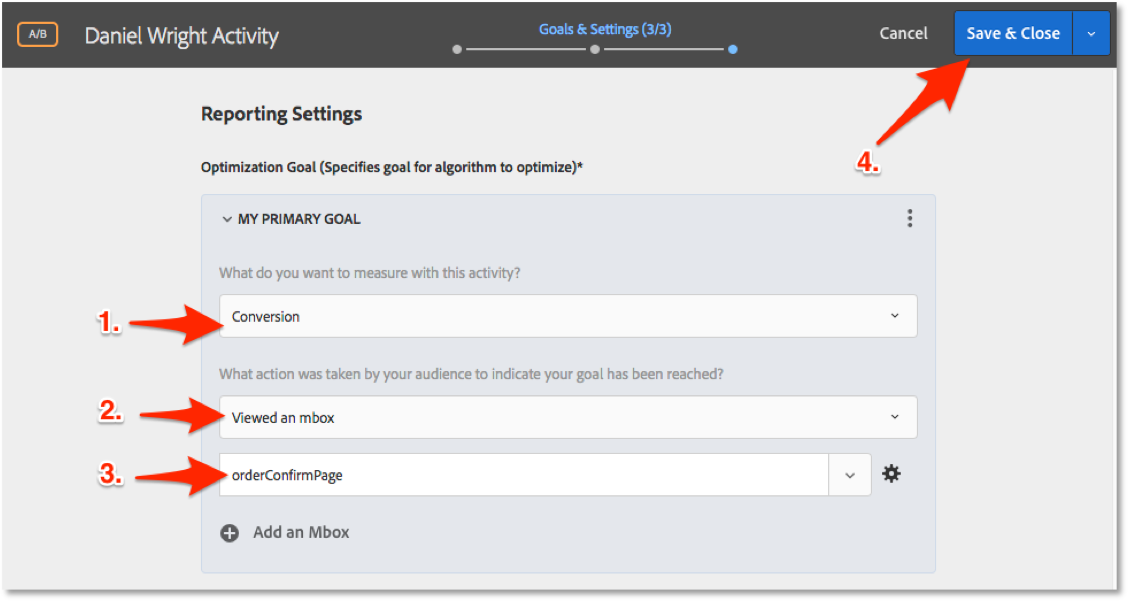 A/B
Daniel Wright Activity
Goals & Settings (3/3)
Cancel
Save & Close
4.
Reporting Settings
Optimization Goal (Specifies goal for algorithm to optimize)*
MY PRIMARY GOAL
What do you want to measure with this activity?
1.
Conversion
What action was taken by your audience to indicate your goal has been reached?
2.
Viewed an mbox
3.
orderConfirmPage
Add an Mbox